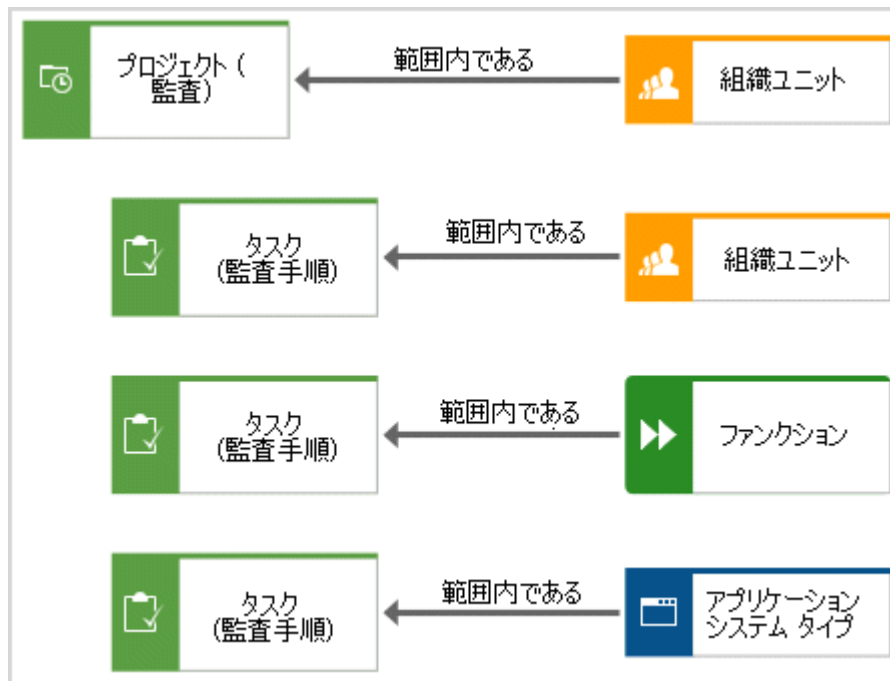 プロジェクト (
監査)
範囲内である
組織ユニット
タスク
(監査手順)
範囲内である
組織ユニット
タスク
(監査手順)
範囲内である
ファンクション
タスク
(監査手順)
範囲内である
アプリケーション
システム タイプ